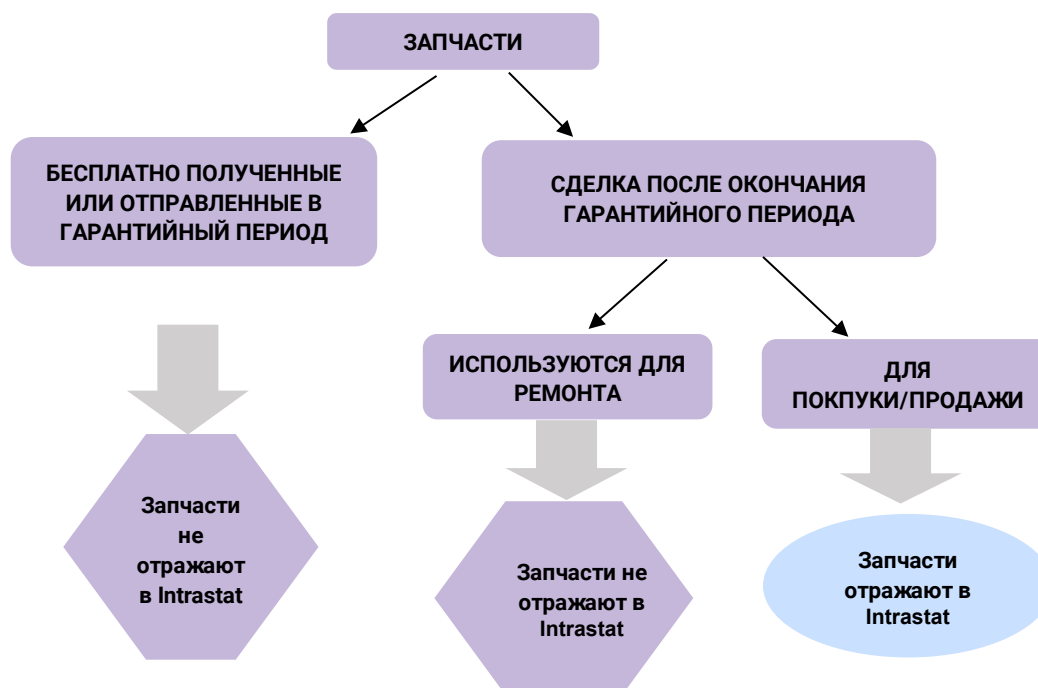 ЗАПЧАСТИ
БЕСПЛАТНО ПОЛУЧЕННЫЕ
ИЛИ ОТПРАВЛЕННЫЕ В
ГАРАНТИЙНЫЙ ПЕРИОД
СДЕЛКА ПОСЛЕ ОКОНЧАНИЯ
ГАРАНТИЙНОГО ПЕРИОДА
ИСПОЛЬЗУЮТСЯ ДЛЯ
РЕМОНТА
ДЛЯ
ПОКПУКИ/ПРОДАЖИ
Запчасти
не
отражают
в Intrastat
Запчасти не
отражают в
Intrastat
Запчасти
отражают в
Intrastat